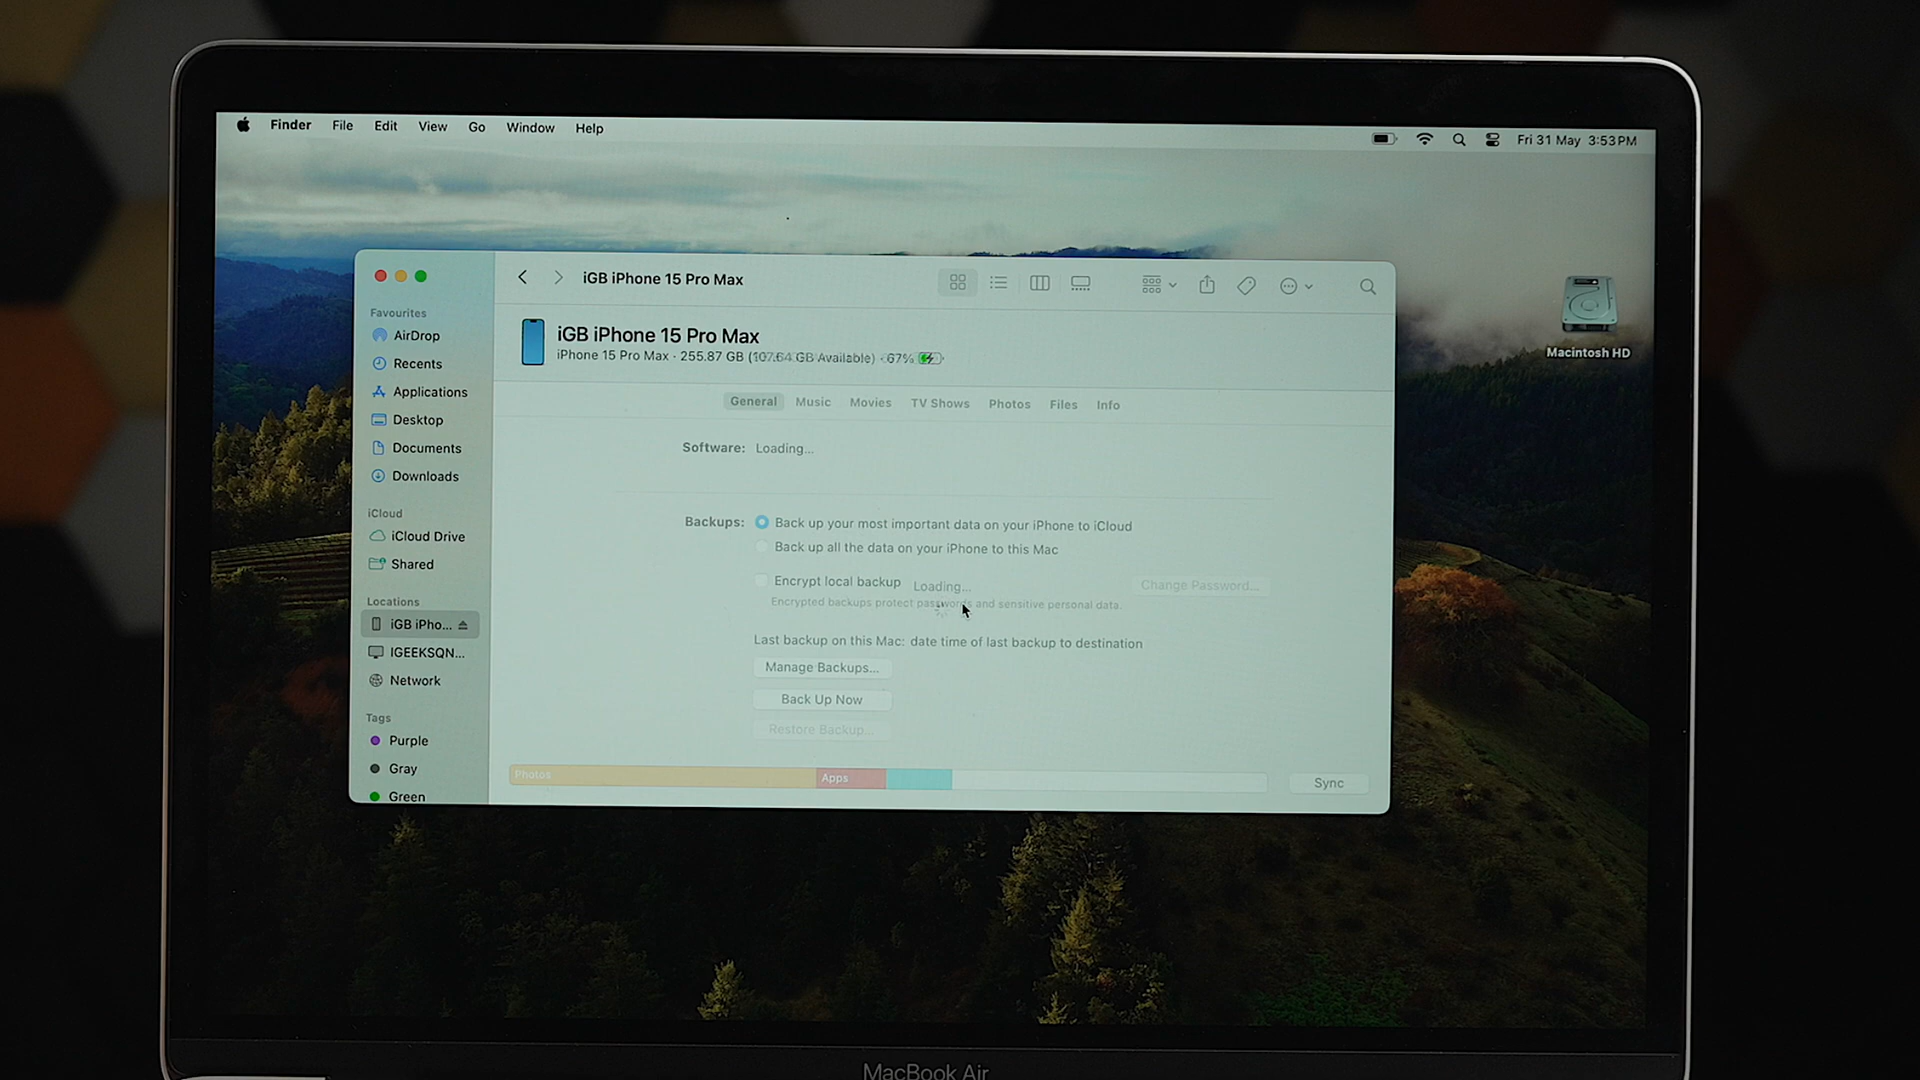 Finder File Edit View Go Window Help
Fri 31 May 3:53PM
iGB iPhone 15 Pro Max
Favourites
AirDrop
Recents
Applications
Desktop
Documents
Downloads
iCloud
iCloud Drive
Shared
Locations
iGB iPho...
IGEEKSQN...
Network
Tags
Purple
Gray
Green
iGB iPhone 15 Pro Max
iPhone 15 Pro Max · 255.87 GB (107.64 GB Available) · 67%
General Music Movies TV Shows Photos Files Info
Software: Loading...
Backups: Back up your most important data on your iPhone to iCloud
Back up all the data on your iPhone to this Mac
Encrypt local backup Loading... Change Password...
Encrypted backups protect passwords and sensitive personal data.
Last backup on this Mac: date time of last backup to destination
Manage Backups...
Back Up Now
Restore Backup...
Photos Apps Sync
Macintosh HD
MacBook Air